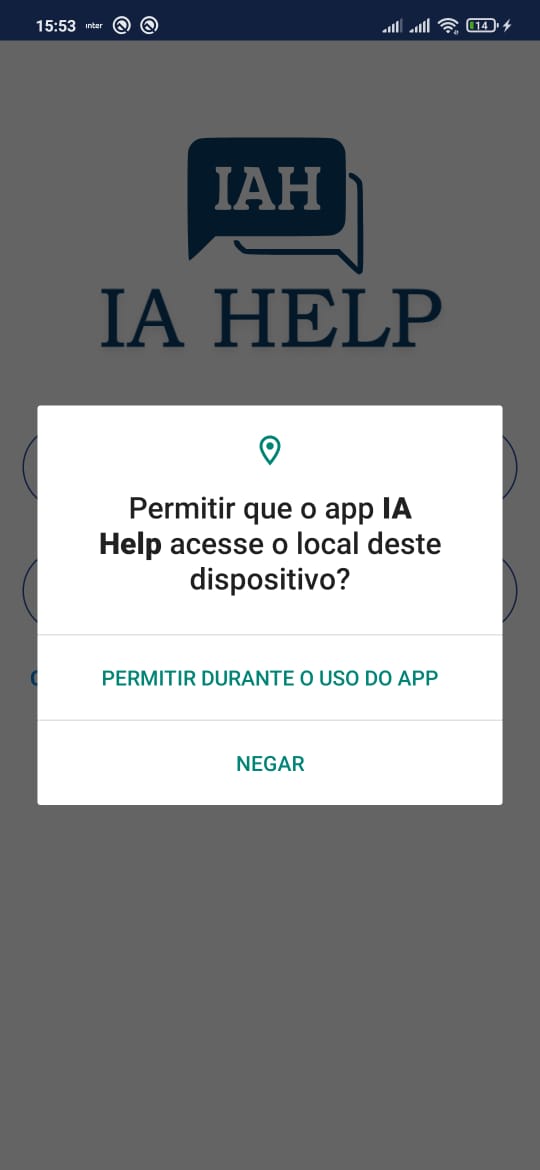 15:53 inter 14
IAH
IA HELP
Permitir que o app IA
Help acesse o local deste
dispositivo?
PERMITIR DURANTE O USO DO APP
NEGAR